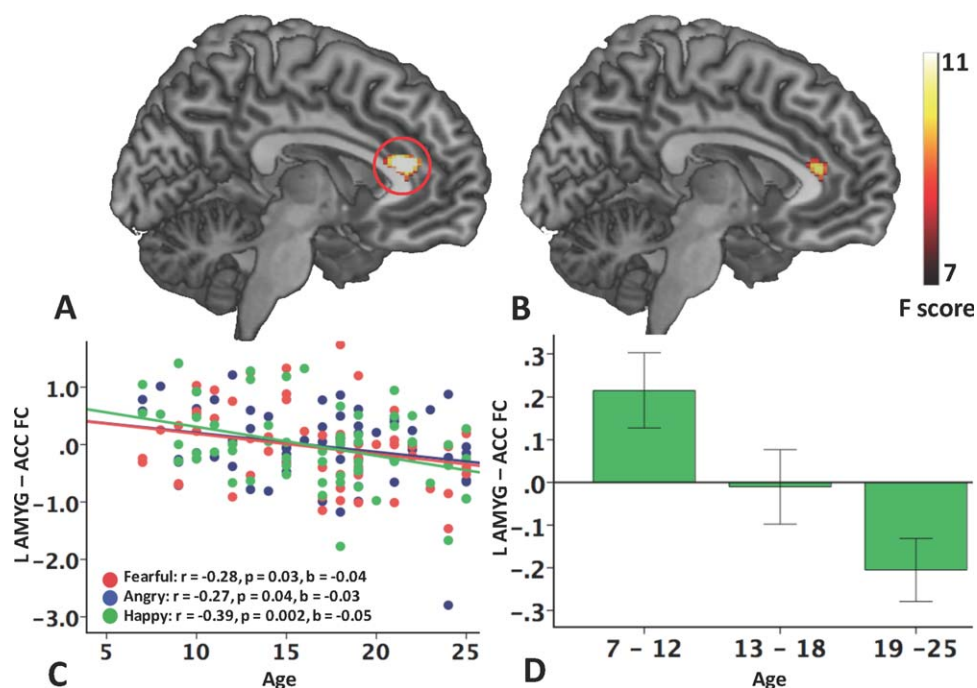 11
7
F score
A
B
L AMYG – ACC FC
1.0
.0
-1.0
-2.0
-3.0
Fearful: r = -0.28, p = 0.03, b = -0.04
Angry: r = -0.27, p = 0.04, b = -0.03
Happy: r = -0.39, p = 0.002, b = -0.05
5 10 15 20 25
C
Age
L AMYG – ACC FC
.3
.2
.1
.0
-.1
-.2
-.3
7 – 12 13 – 18 19 –25
D
Age